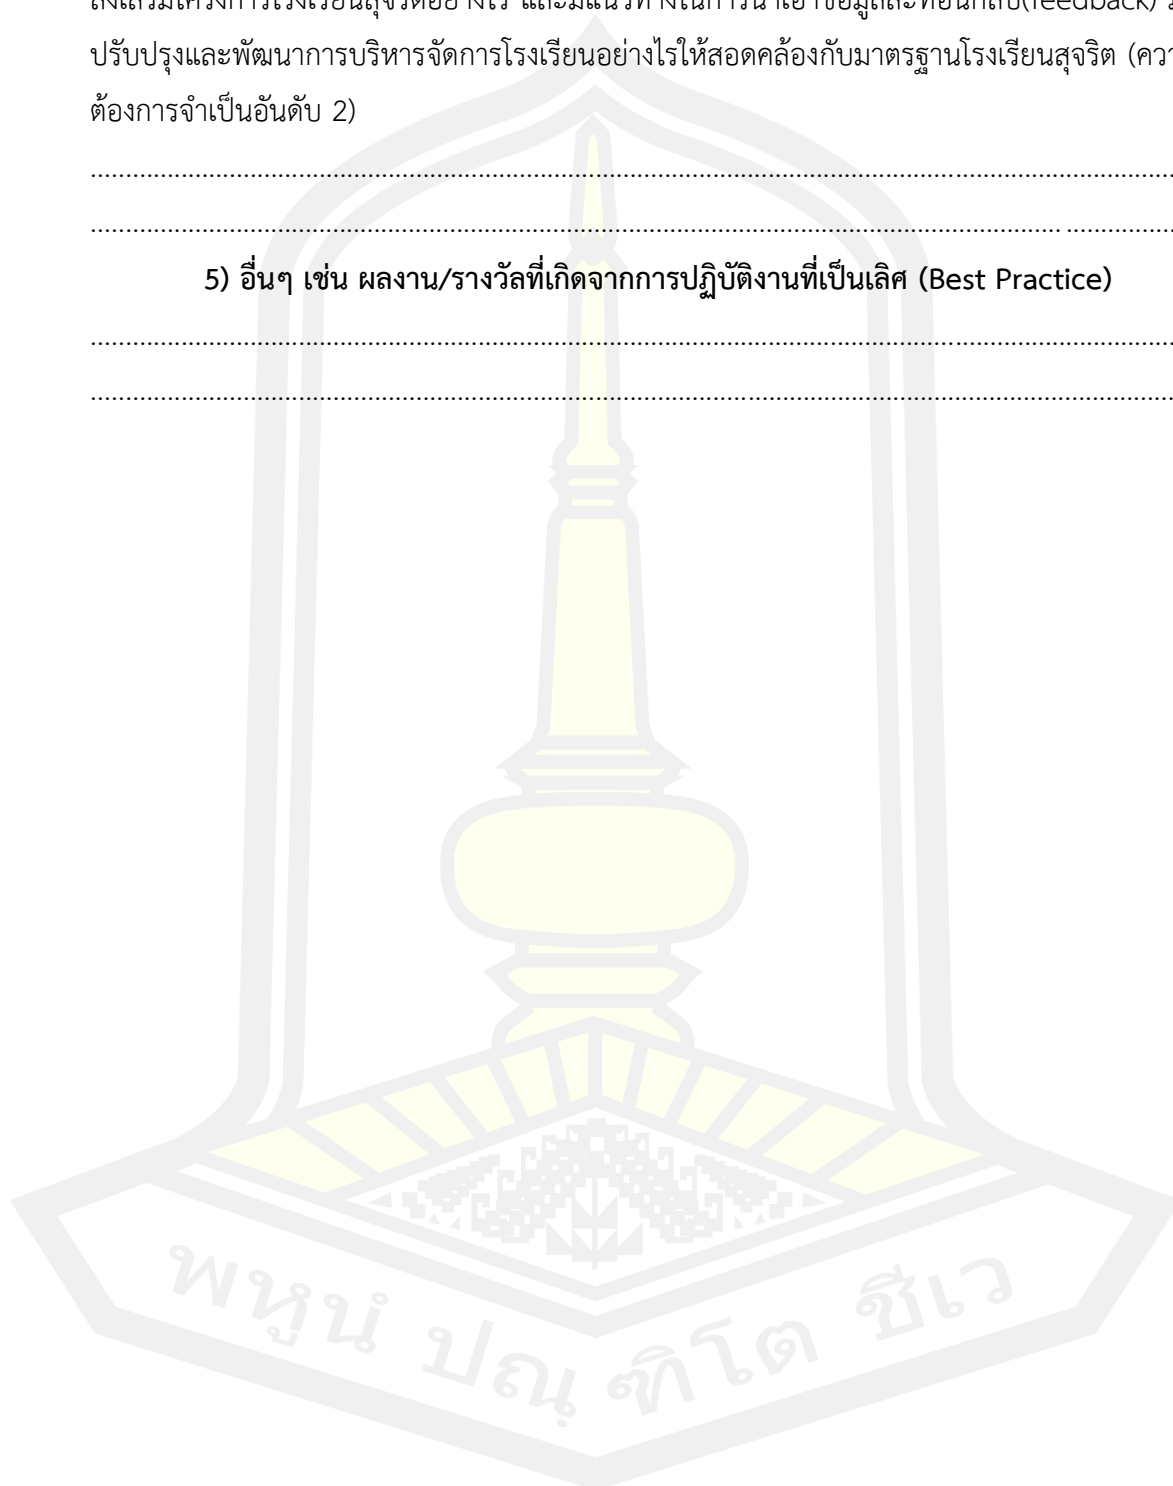 ส่งเสริมโครงการโรงเรียนสุจริตอย่างไร และมีแนวทางในการนำเอาข้อมูลสะท้อนกลับ(feedback)
ปรับปรุงและพัฒนาการบริหารจัดการโรงเรียนอย่างไรให้สอดคล้องกับมาตรฐานโรงเรียนสุจริต (ควา
ต้องการจำเป็นอันดับ 2)
5) อื่นๆ เช่น ผลงาน/รางวัลที่เกิดจากการปฏิบัติงานที่เป็นเลิศ (Best Practice)
พหูนํ ปณฺฑิโต ชีเว